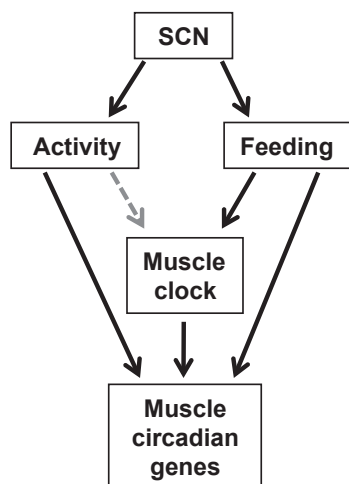 SCN
Activity
Feeding
Muscle
clock
Muscle
circadian
genes